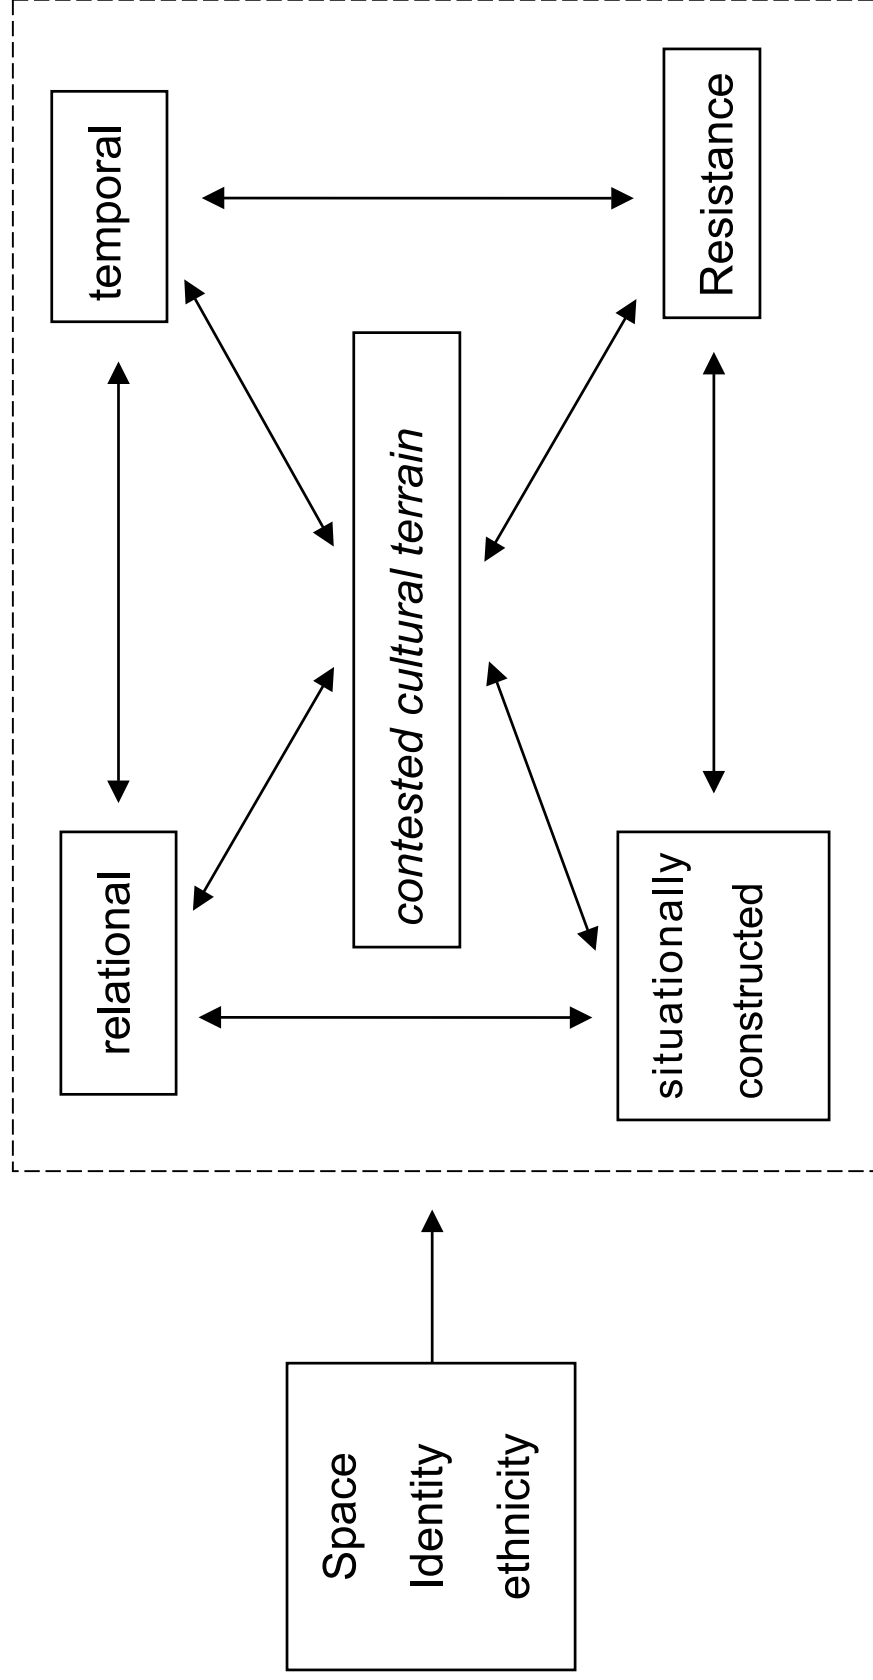 Space
Identity
ethnicity
relational
temporal
contested cultural terrain
situationally
constructed
Resistance